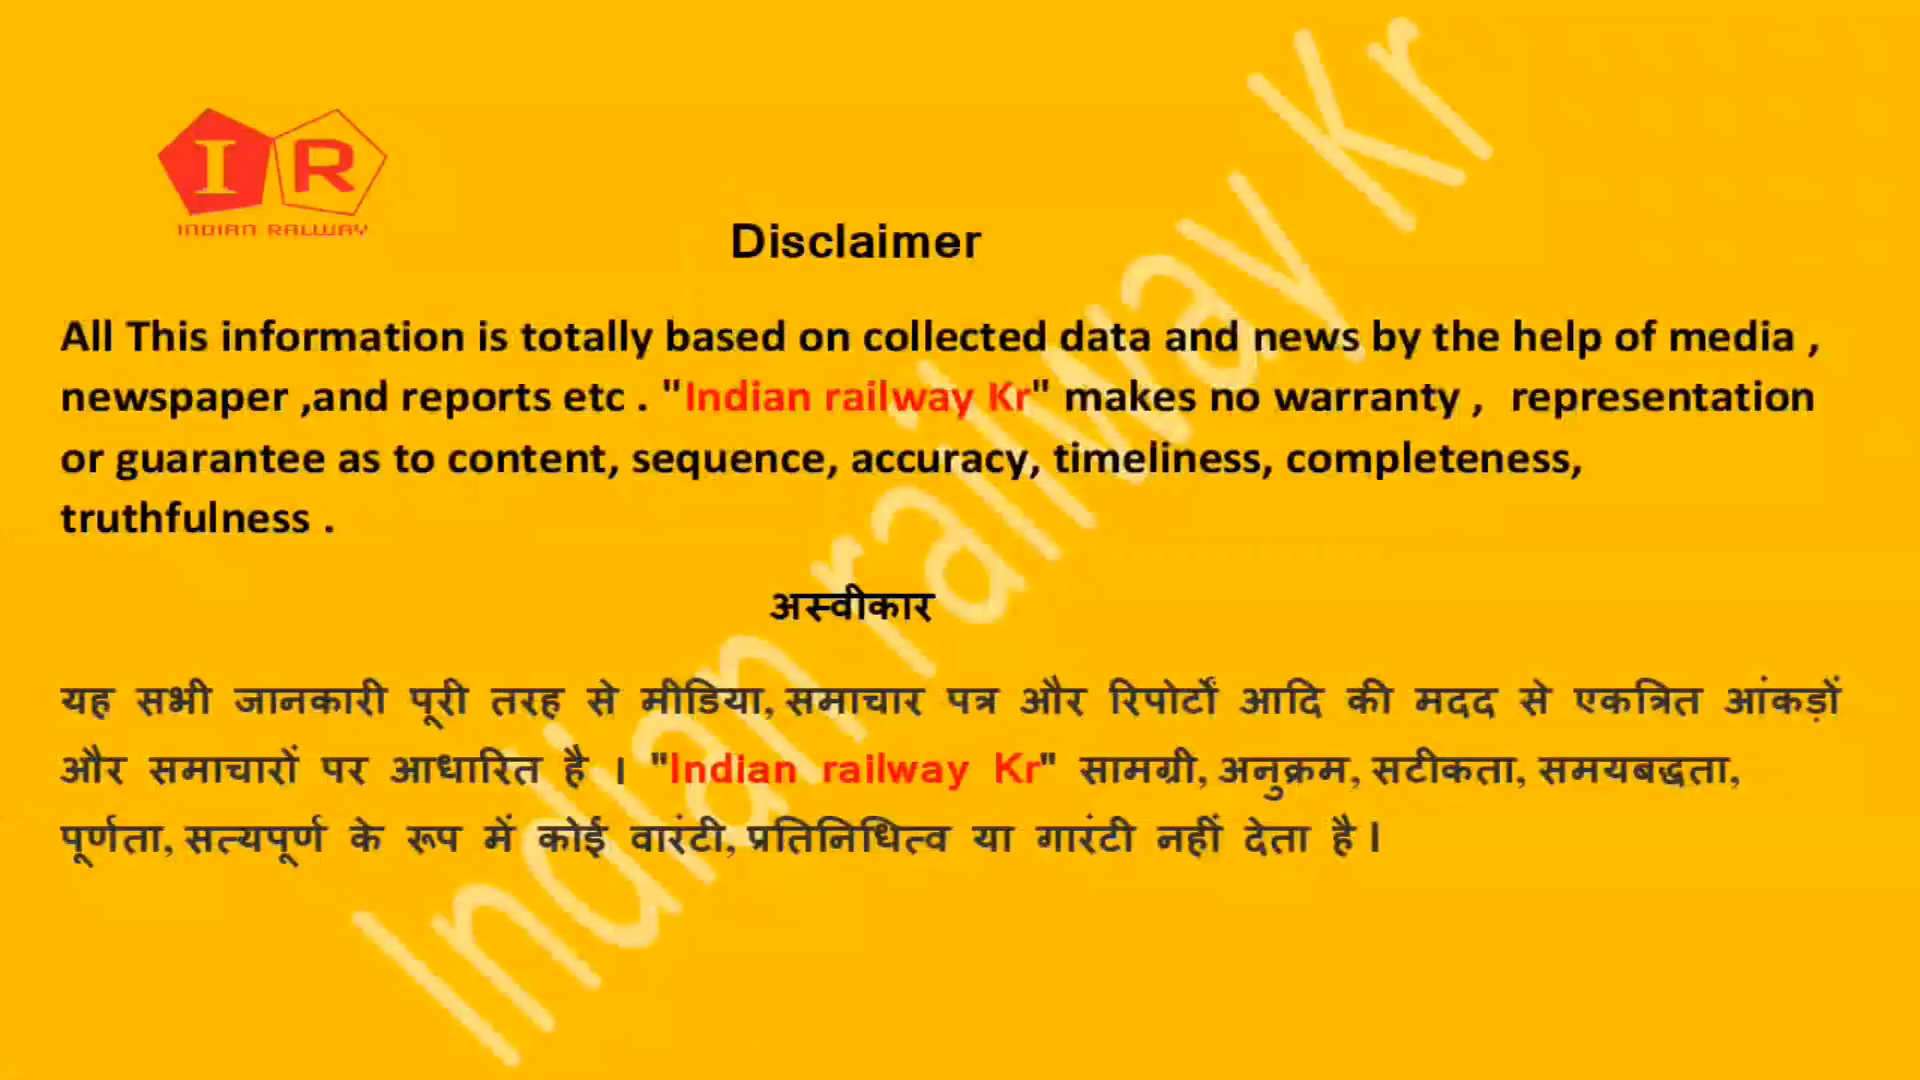 IR
INDIAN RALWAY
Disclaimer
All This information is totally based on collected data and news by the help of media ,
newspaper ,and reports etc . "Indian railway Kr" makes no warranty , representation
or guarantee as to content, sequence, accuracy, timeliness, completeness,
truthfulness .
अस्वीकार
यह सभी जानकारी पूरी तरह से मीडिया, समाचार पत्र और रिपोर्टों आदि की मदद से एकत्रित आंकड़ों
और समाचारों पर आधारित है । "Indian railway Kr" सामग्री, अनुक्रम, सटीकता, समयबद्धता,
पूर्णता, सत्यपूर्ण के रूप में कोई वारंटी, प्रतिनिधित्व या गारंटी नहीं देता है।
Indian railway Kr